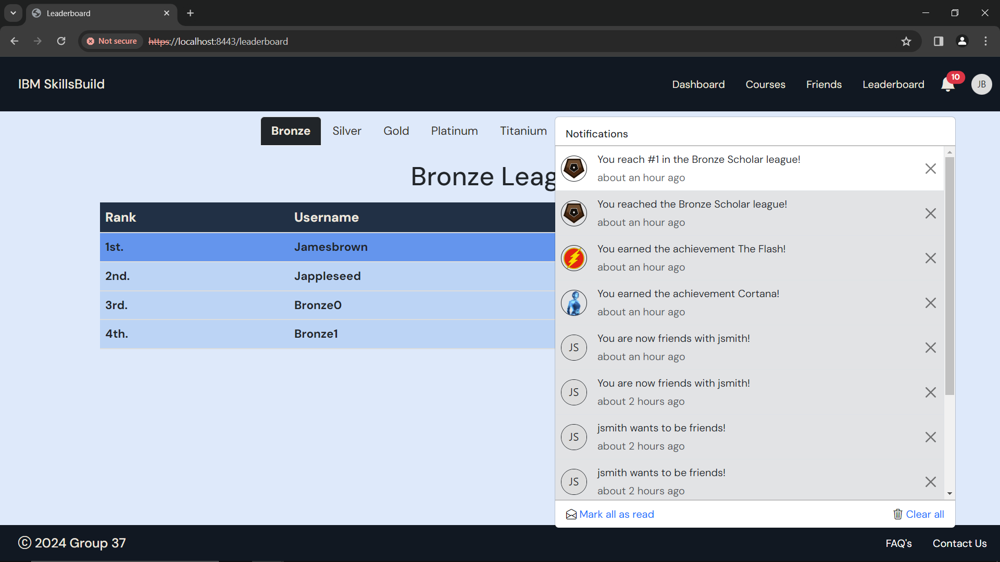 Leaderboard
Not secure
https://localhost:8443/leaderboard
IBM SkillsBuild
Dashboard
Courses
Friends
Leaderboard
10
JB
Bronze
Silver
Gold
Platinum
Titanium
Bronze Leag
Rank
Username
1st.
Jamesbrown
2nd.
Jappleseed
3rd.
Bronze0
4th.
Bronze1
Notifications
You reach #1 in the Bronze Scholar league!
about an hour ago
You reached the Bronze Scholar league!
about an hour ago
You earned the achievement The Flash!
about an hour ago
You earned the achievement Cortana!
about an hour ago
JS
You are now friends with jsmith!
about an hour ago
JS
You are now friends with jsmith!
about 2 hours ago
JS
jsmith wants to be friends!
about 2 hours ago
JS
jsmith wants to be friends!
about 2 hours ago
Mark all as read
Clear all
© 2024 Group 37
FAQ's
Contact Us